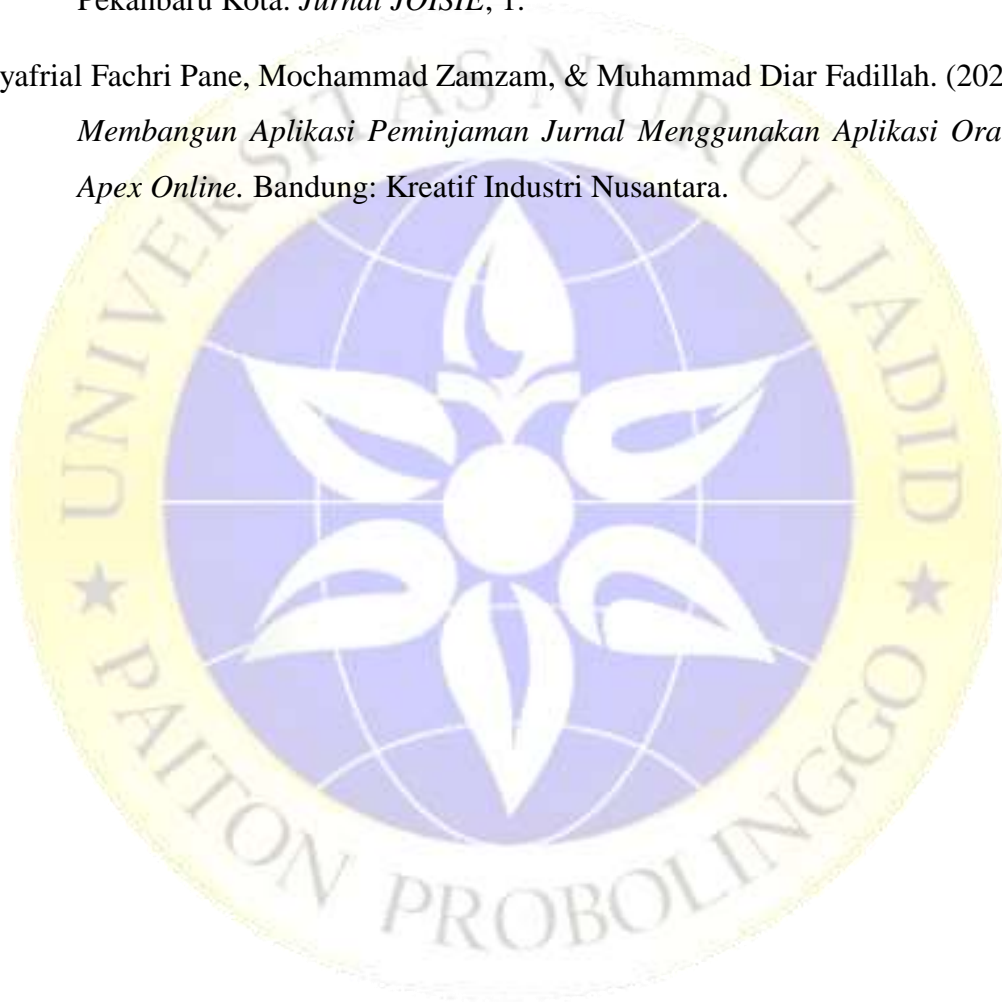 Pekanbaru Kota. Jurnal JOISIE, 1.
yafrial Fachri Pane, Mochammad Zamzam, & Muhammad Diar Fadillah. (202
Membangun Aplikasi Peminjaman Jurnal Menggunakan Aplikasi Ora
Apex Online. Bandung: Kreatif Industri Nusantara.
UNIVERSITAS NURUL JADID
★ PAITON PROBOLINGGO ★